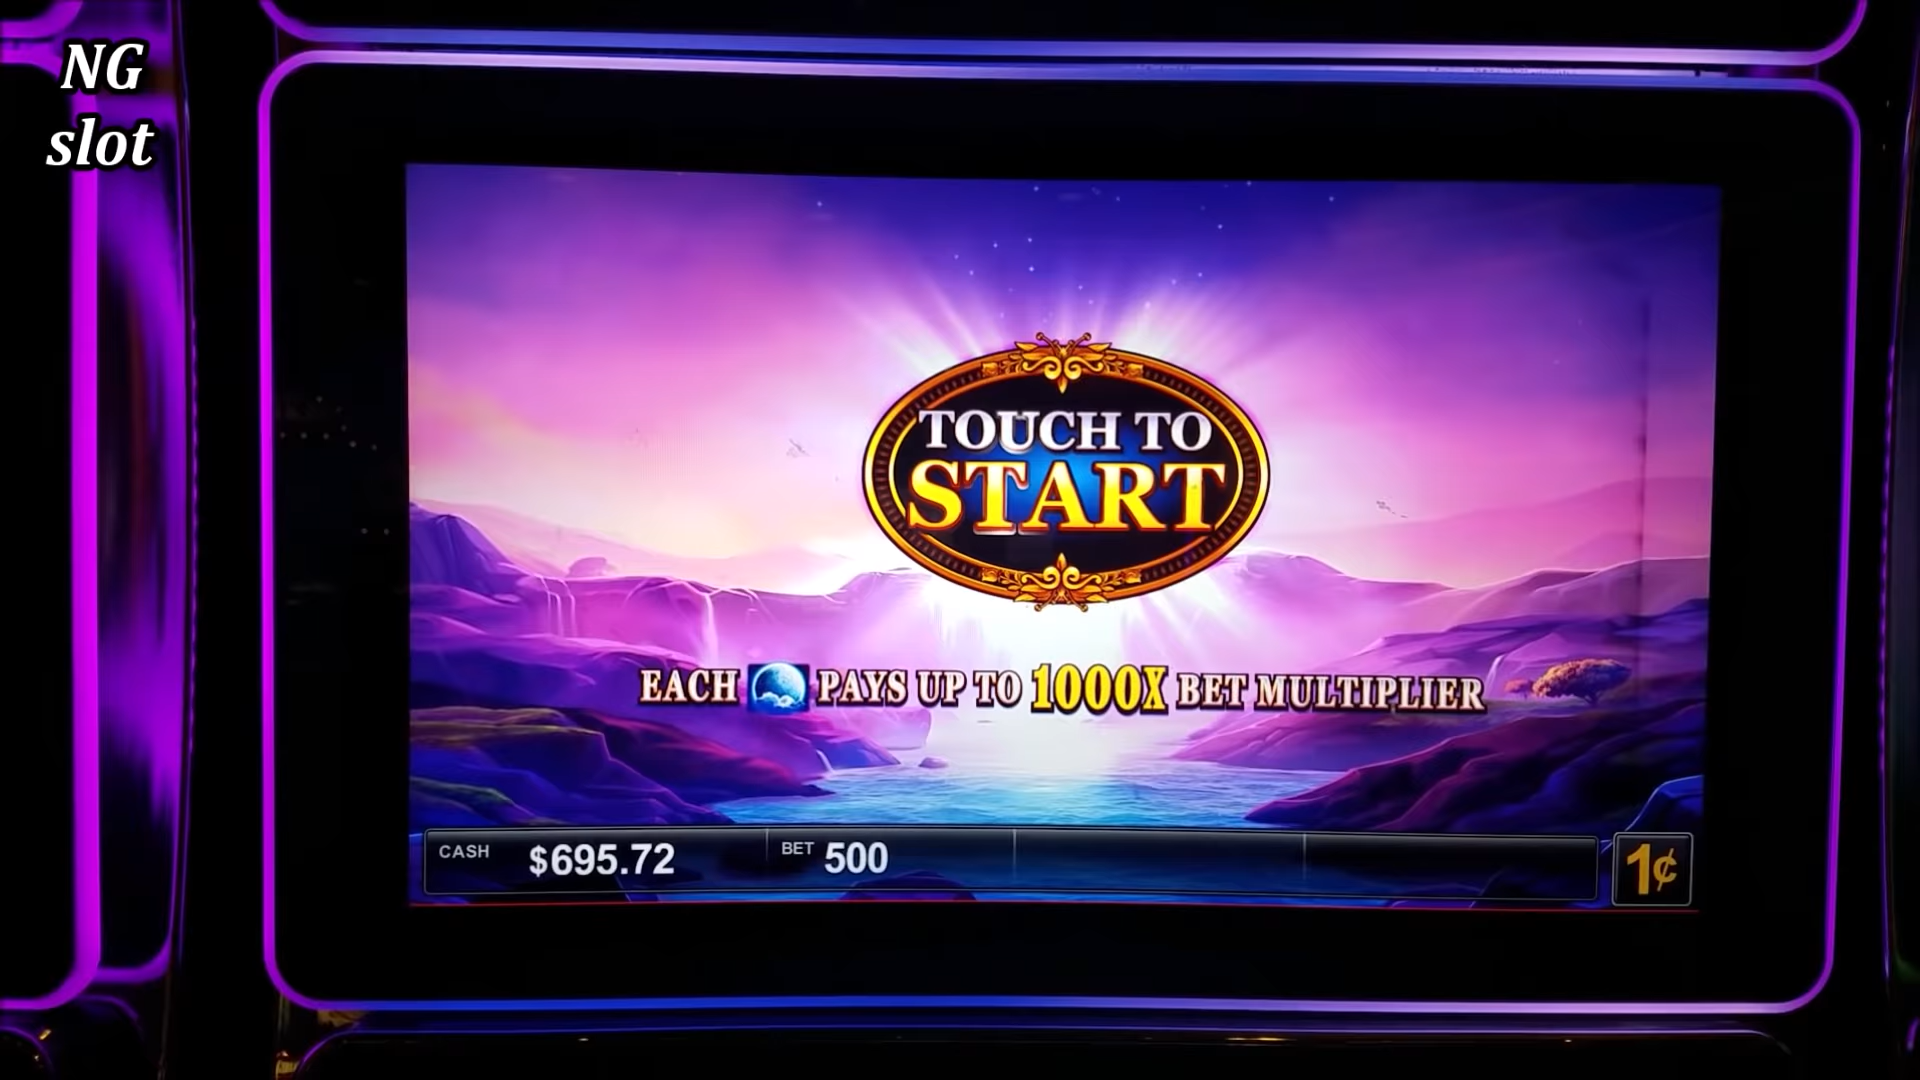 NG
slot
TOUCH TO
START
EACH PAYS UP TO 1000X BET MULTIPLIER
CASH $695.72 BET 500 1¢